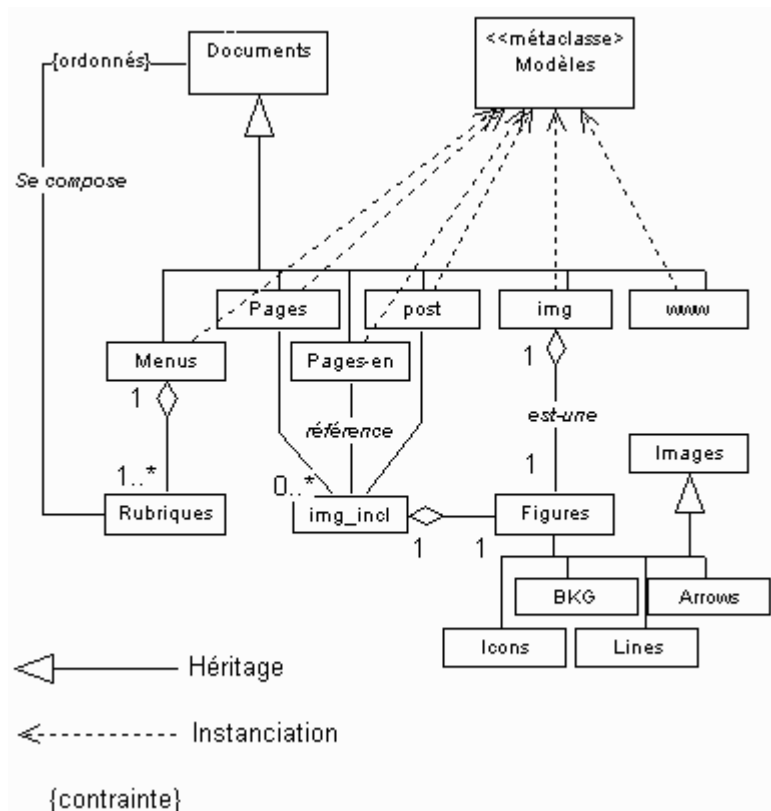 Documents
<<métaclasse>
Modèles
{ordonnés}
Se compose
Pages
post
img
www
Menus
Pages-en
1
1
référence
est-une
Images
1..*
0..*
1
Rubriques
img_incl
Figures
1
1
BKG
Arrows
Icons
Lines
Héritage
Instanciation
{contrainte}